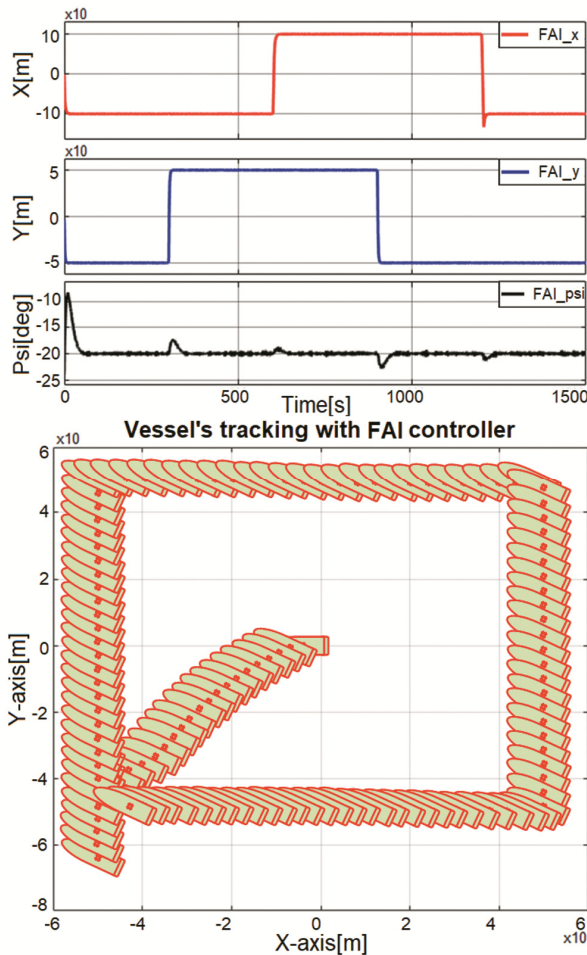 x10
10
0
-10
X[m]
FAI_x
x10
5
0
-5
Y[m]
FAI_y
-10
-15
-20
-25
Psi[deg]
FAI_psi
0
500
1000
1500
Time[s]
Vessel's tracking with FAI controller
x10
6
4
2
0
-2
-4
-6
-8
Y-axis[m]
-6
-4
-2
0
2
4
6
x10
X-axis[m]